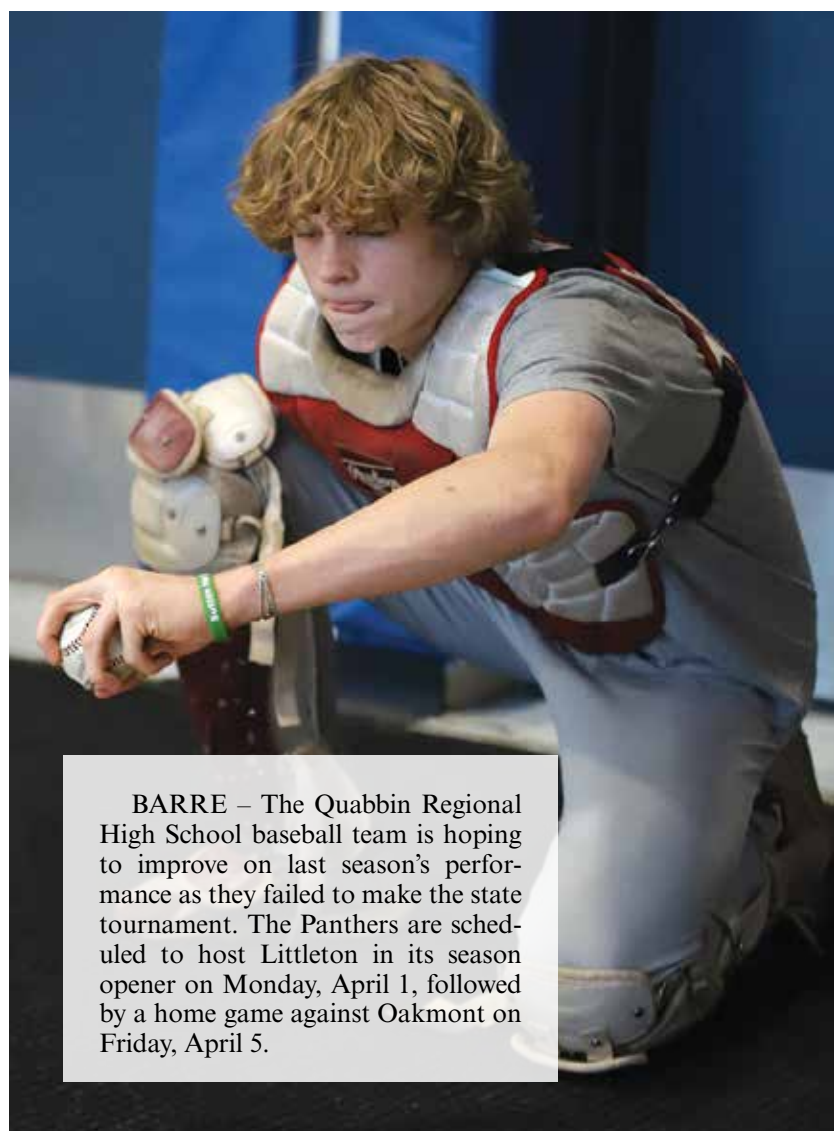 BARRE – The Quabbin Regional
High School baseball team is hoping
to improve on last season's perfor-
mance as they failed to make the state
tournament. The Panthers are sched-
uled to host Littleton in its season
opener on Monday, April 1, followed
by a home game against Oakmont on
Friday, April 5.